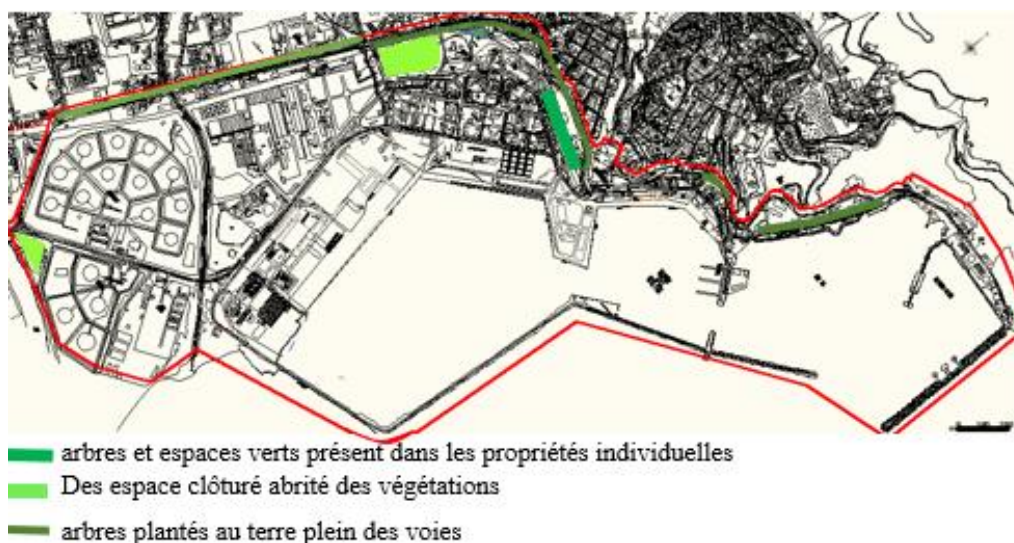 arbres et espaces verts présent dans les propriétés individuelles
Des espace clôturé abrité des végétations
arbres plantés au terre plein des voies